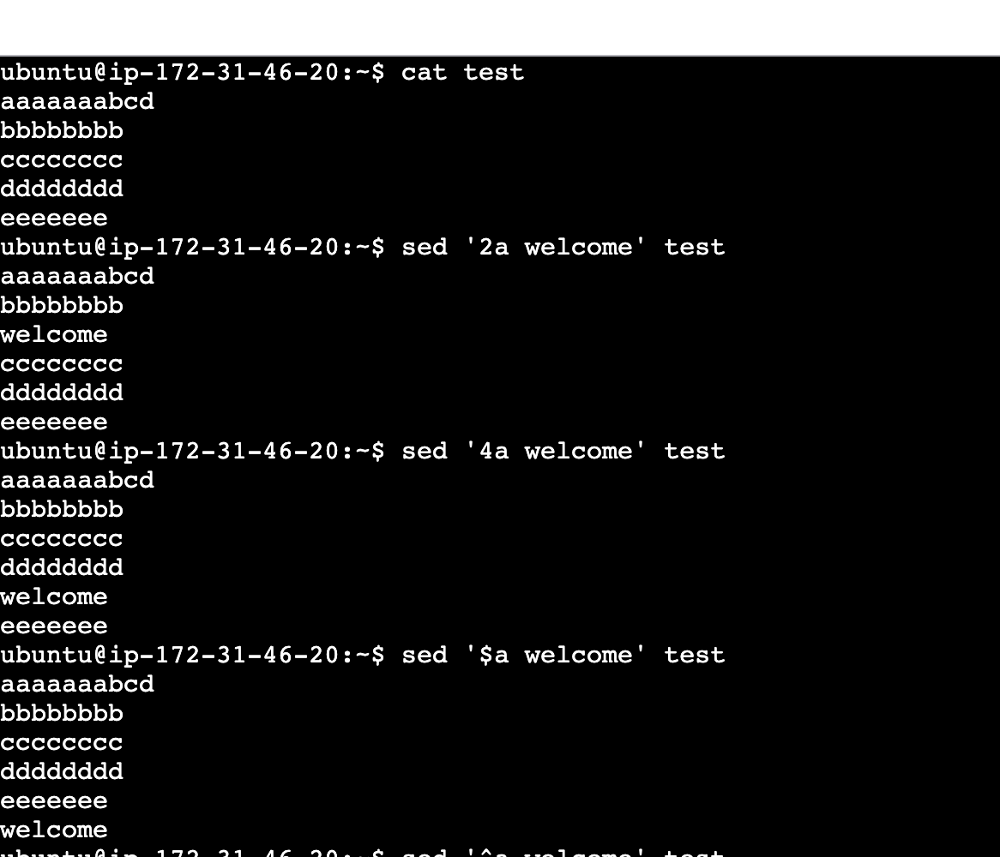 ubuntu@ip-172-31-46-20:~$ cat test
aaaaaaabcd
bbbbbbbb
cccccccc
dddddddd
eeeeeee
ubuntu@ip-172-31-46-20:~$ sed '2a welcome' test
aaaaaaabcd
bbbbbbbb
welcome
cccccccc
dddddddd
eeeeeee
ubuntu@ip-172-31-46-20:~$ sed '4a welcome' test
aaaaaaabcd
bbbbbbbb
cccccccc
dddddddd
welcome
eeeeeee
ubuntu@ip-172-31-46-20:~$ sed '$a welcome' test
aaaaaaabcd
bbbbbbbb
cccccccc
dddddddd
eeeeeee
welcome
ubuntu@ip-172-31-46-20:~$ sed '^a welcome' test